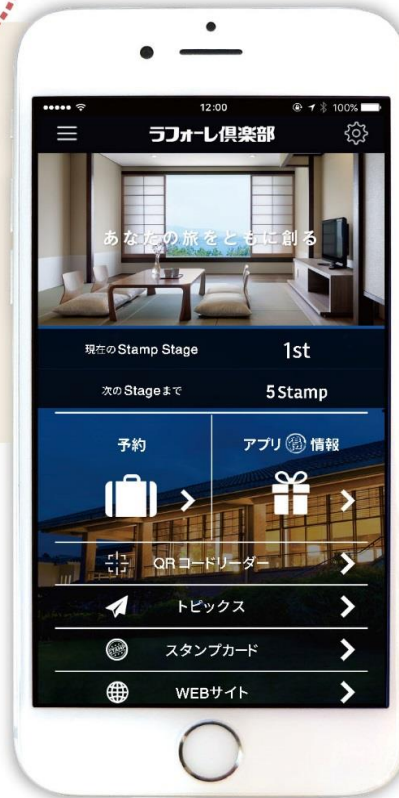 12:00
100%
ラフォーレ倶楽部
あなたの旅をともに創る
現在のStamp Stage 1st
次のStageまで 5Stamp
予約
アプリ 得 情報
QRコードリーダー
トピックス
スタンプカード
WEBサイト